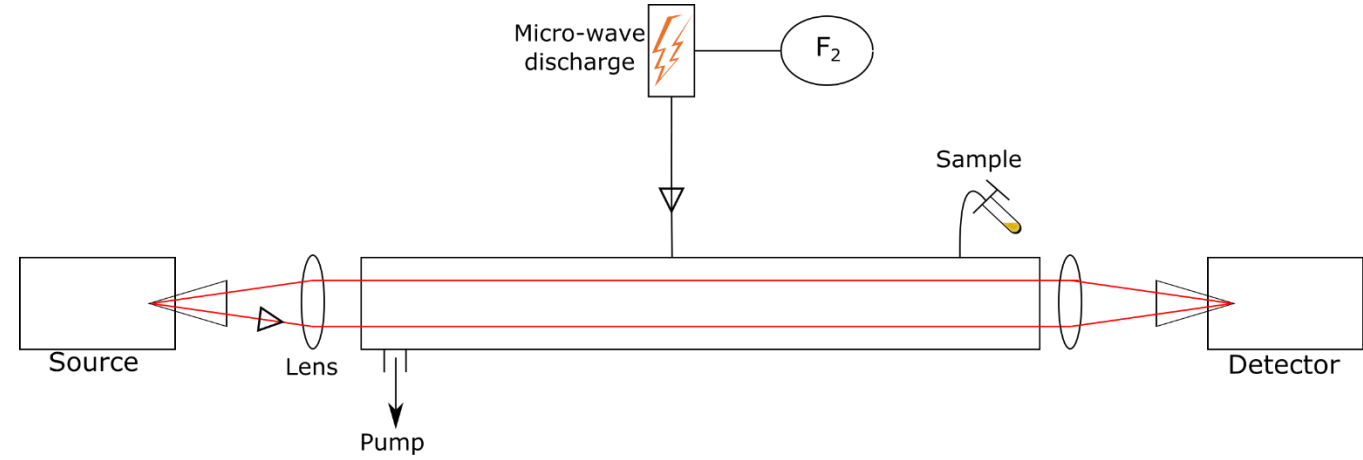 Micro-wave
discharge
F₂
Sample
Source
Lens
Detector
Pump